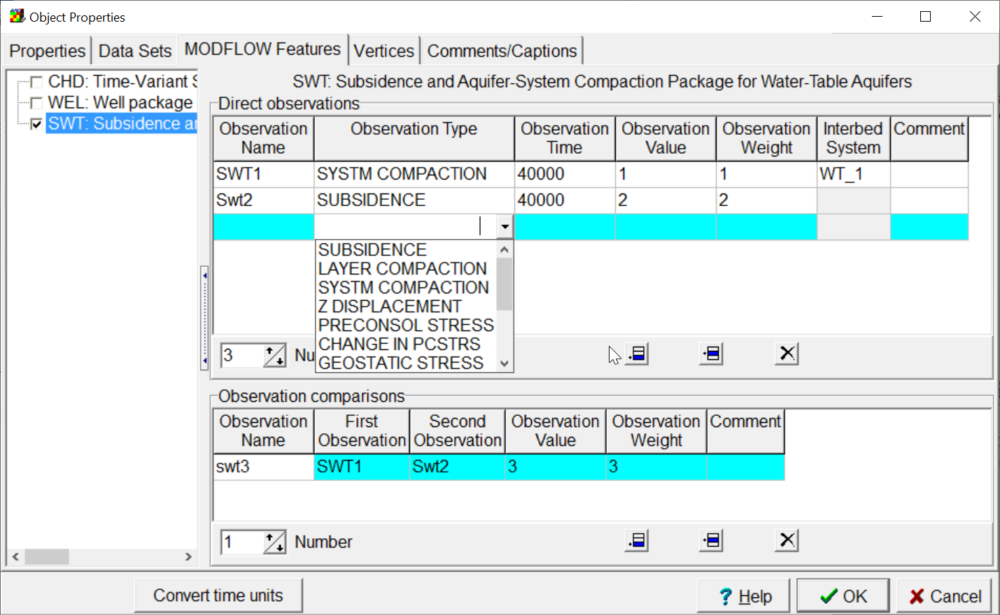 Object Properties
Properties
Data Sets
MODFLOW Features
Vertices
Comments/Captions
CHD: Time-Variant S
WEL: Well package
SWT: Subsidence a
SWT: Subsidence and Aquifer-System Compaction Package for Water-Table Aquifers
Direct observations
Observation Name
Observation Type
Observation Time
Observation Value
Observation Weight
Interbed System
Comment
SWT1 SYSTM COMPACTION 40000 1 1 WT_1
Swt2 SUBSIDENCE 40000 2 2
SUBSIDENCE
LAYER COMPACTION
SYSTM COMPACTION
Z DISPLACEMENT
PRECONSOL STRESS
CHANGE IN PCSTRS
GEOSTATIC STRESS
3 Nu
Observation comparisons
Observation Name
First Observation
Second Observation
Observation Value
Observation Weight
Comment
swt3 SWT1 Swt2 3 3
1 Number
Convert time units
? Help
OK
Cancel